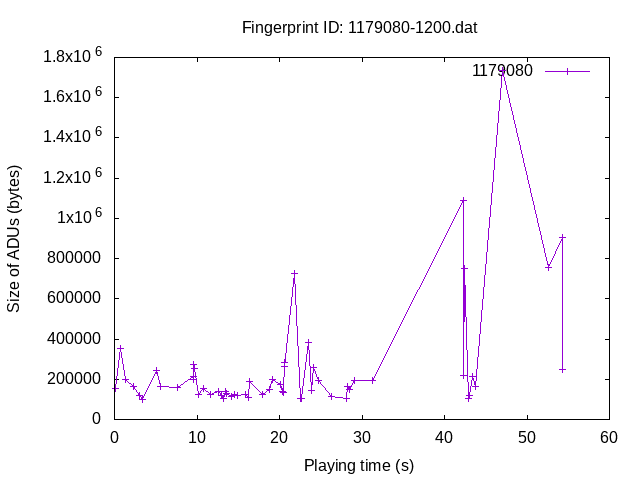 Fingerprint ID: 1179080-1200.dat
1.8x10^6
1179080
1.6x10^6
1.4x10^6
1.2x10^6
1x10^6
800000
600000
400000
200000
0
Size of ADUs (bytes)
0 10 20 30 40 50 60
Playing time (s)